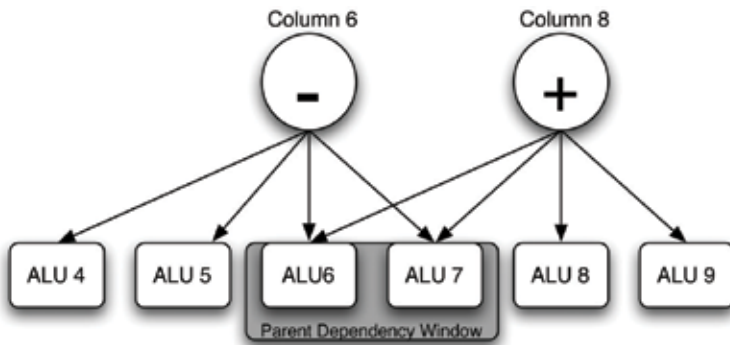 Column 6
Column 8
-
+
ALU 4
ALU 5
ALU6
ALU 7
ALU 8
ALU 9
Parent Dependency Window